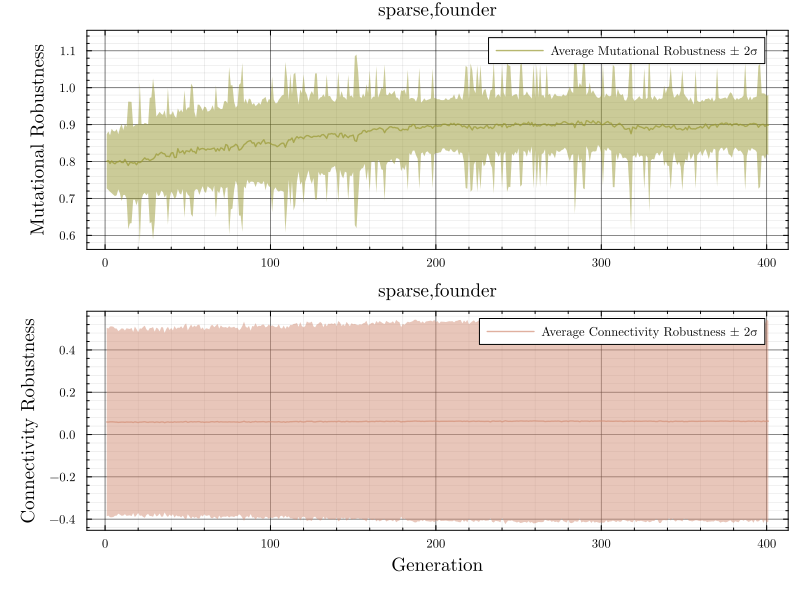 sparse,founder
Average Mutational Robustness ± 2σ
Mutational Robustness
1.1
1.0
0.9
0.8
0.7
0.6
0 100 200 300 400
sparse,founder
Average Connectivity Robustness ± 2σ
Connectivity Robustness
0.4
0.2
0.0
−0.2
−0.4
0 100 200 300 400
Generation